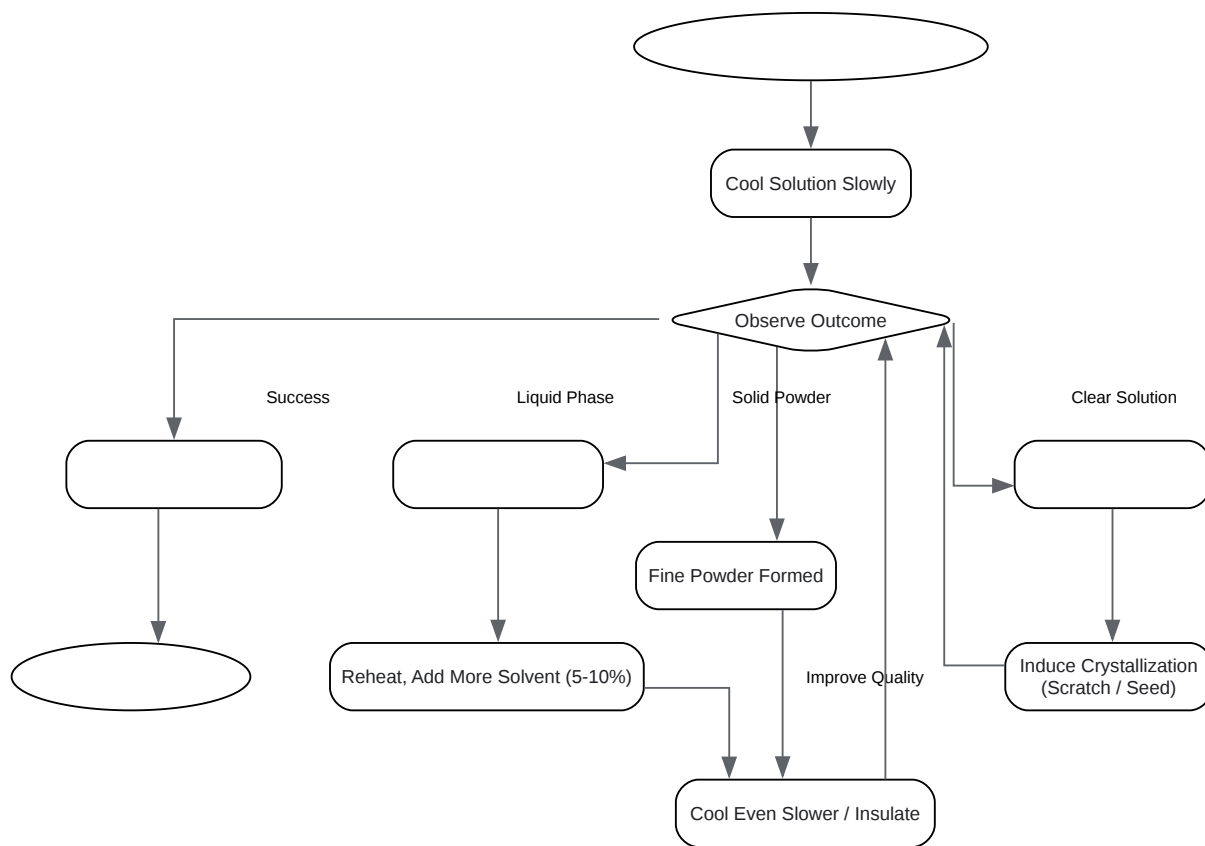 Cool Solution Slowly
Observe Outcome
Success
Liquid Phase
Solid Powder
Clear Solution
Fine Powder Formed
Reheat, Add More Solvent (5-10%)
Improve Quality
Induce Crystallization
(Scratch / Seed)
Cool Even Slower / Insulate